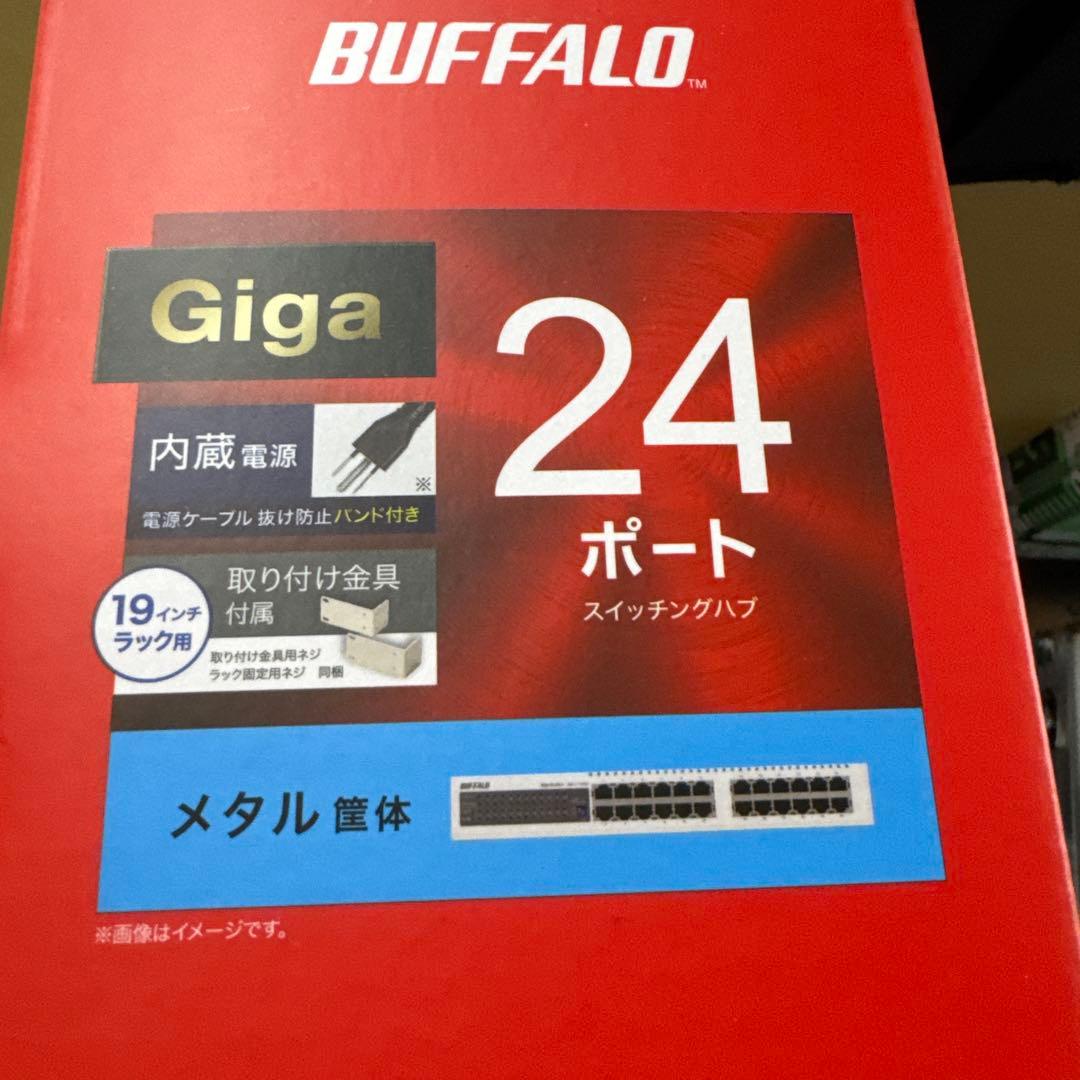 BUFFALO™
Giga
内蔵電源
※
電源ケーブル 抜け防止バンド付き
19インチ
ラック用
取り付け金具
付属
取り付け金具用ネジ
ラック固定用ネジ 同梱
24
ポート
スイッチングハブ
メタル筐体
BUFFALO
※画像はイメージです。